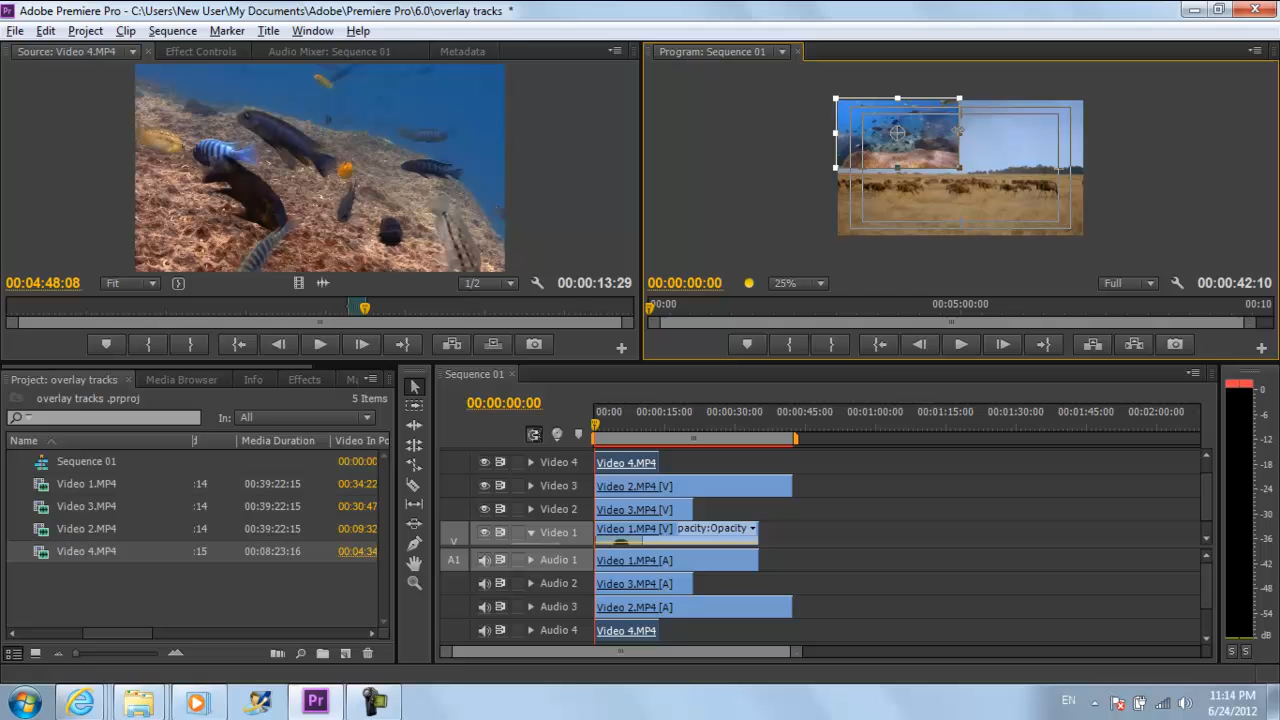 Adobe Premiere Pro - C:\Users\New User\My Documents\Adobe\Premiere Pro\6.0\overlay tracks *
File Edit Project Clip Sequence Marker Title Window Help
Source: Video 4.MP4 Effect Controls Audio Mixer: Sequence 01 Metadata
Program: Sequence 01
00:04:48:08 Fit 1/2 00:00:13:29
00:00:00:00 25% Full 00:00:42:10
00:00 00:05:00:00 00:10
Project: overlay tracks Media Browser Info Effects
overlay tracks .prproj 5 Items
In: All
Name Media Duration Video In Po
Sequence 01 00:00:00
Video 1.MP4 :14 00:39:22:15 00:34:22
Video 3.MP4 :14 00:39:22:15 00:30:47
Video 2.MP4 :14 00:39:22:15 00:09:32
Video 4.MP4 :15 00:08:23:16 00:04:34
Sequence 01
00:00:00:00
00:00 00:00:15:00 00:00:30:00 00:00:45:00 00:01:00:00 00:01:15:00 00:01:30:00 00:01:45:00 00:02:00:00
Video 4 Video 4.MP4
Video 3 Video 2.MP4 [V]
Video 2 Video 3.MP4 [V]
V Video 1 Video 1.MP4 [V] pacity:Opacity
A1 Audio 1 Video 1.MP4 [A]
Audio 2 Video 3.MP4 [A]
Audio 3 Video 2.MP4 [A]
Audio 4 Video 4.MP4
0
-6
-12
-18
-24
-30
-36
-42
-48
-54
dB
S S
Pr
EN
11:14 PM
6/24/2012